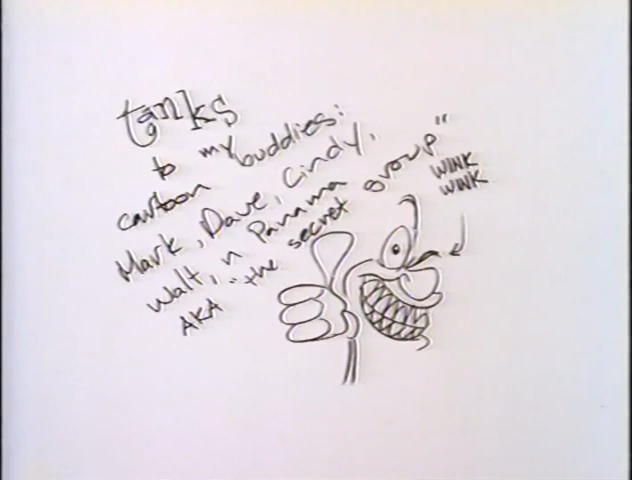 tanks
to my buddies:
cartoon
Mark, Dave, Cindy,
Walt, n Panama
AKA "the secret group"
WINK
WINK